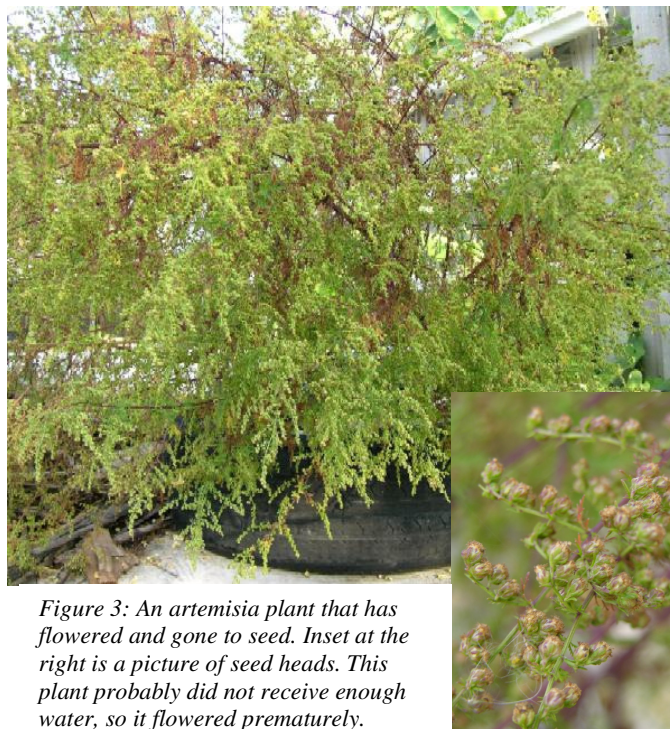 Figure 3: An artemisia plant that has
flowered and gone to seed. Inset at the
right is a picture of seed heads. This
plant probably did not receive enough
water, so it flowered prematurely.